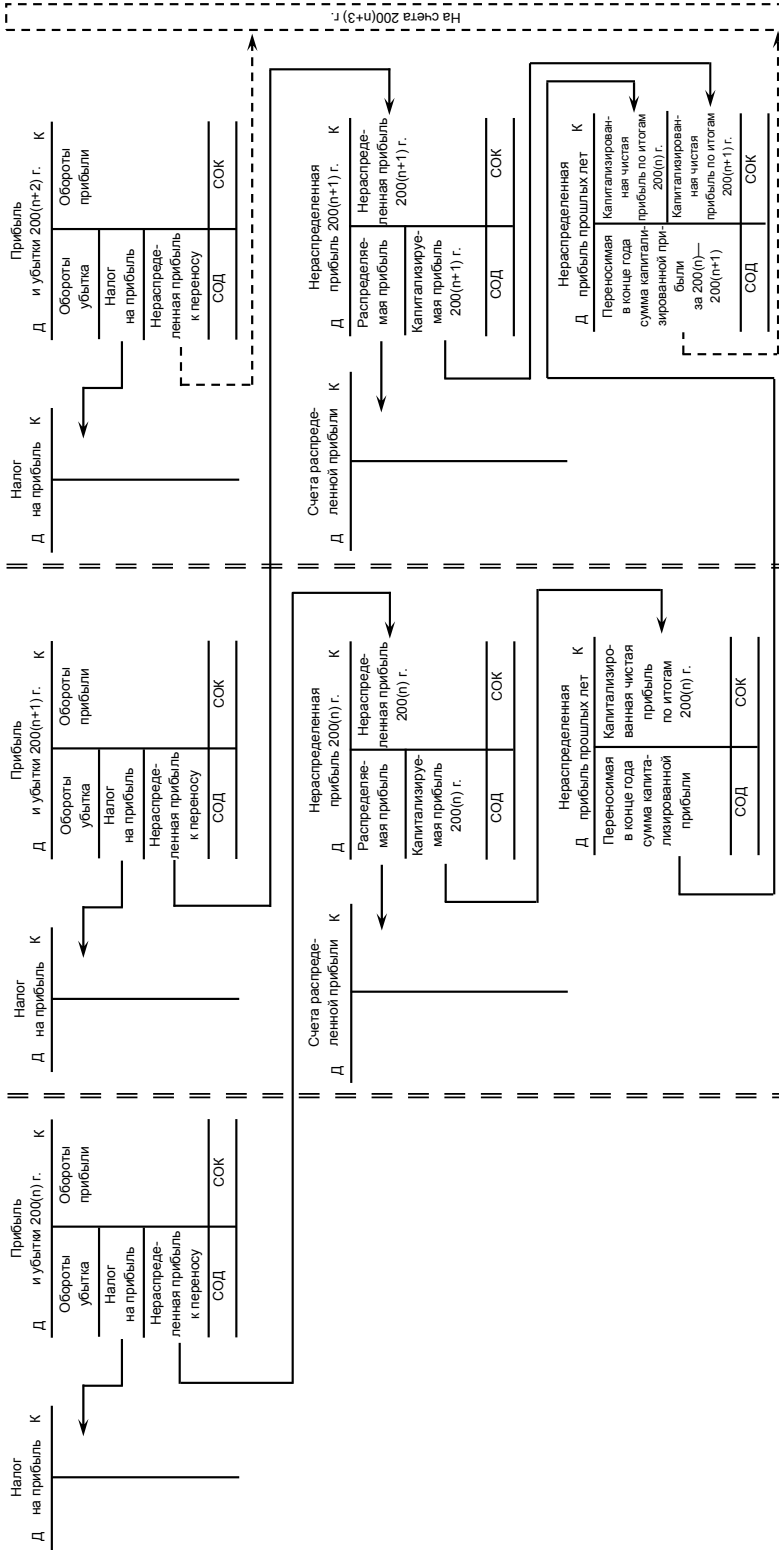 Налог
Д на прибыль К
Прибыль
Д и убытки 200(n) г. К
Обороты
убытка
Обороты
прибыли
Налог
на прибыль
Нераспреде-
ленная прибыль
к переносу
СОД
СОК
Налог
Д на прибыль К
Прибыль
Д и убытки 200(n+1) г. К
Обороты
убытка
Обороты
прибыли
Налог
на прибыль
Нераспреде-
ленная прибыль
к переносу
СОД
СОК
Счета распреде-
Д ленной прибыли К
Нераспределенная
Д прибыль 200(n) г. К
Распределяе-
мая прибыль
Нераспреде-
ленная прибыль
200(n) г.
Капитализируе-
мая прибыль
200(n) г.
СОД
СОК
Нераспределенная
Д прибыль прошлых лет К
Переносимая
в конце года
сумма капита-
лизированной
прибыли
Капитализиро-
ванная чистая
прибыль
по итогам
200(n) г.
СОД
СОК
Налог
Д на прибыль К
Прибыль
Д и убытки 200(n+2) г. К
Обороты
убытка
Обороты
прибыли
Налог
на прибыль
Нераспреде-
ленная прибыль
к переносу
СОД
СОК
Счета распреде-
Д ленной прибыли К
Нераспределенная
Д прибыль 200(n+1) г. К
Распределяе-
мая прибыль
Нераспреде-
ленная прибыль
200(n+1) г.
Капитализируе-
мая прибыль
200(n+1) г.
СОД
СОК
Нераспределенная
Д прибыль прошлых лет К
Переносимая
в конце года
сумма капитали-
зированной при-
были
за 200(n)—
200(n+1)
Капитализирован-
ная чистая
прибыль по итогам
200(n) г.
Капитализирован-
ная чистая
прибыль по итогам
200(n+1) г.
СОД
СОК
На счета 200(n+3) г.